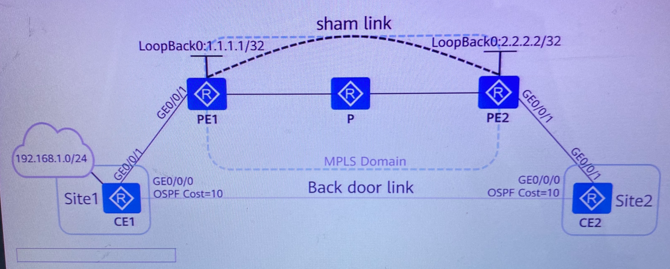 sham link
LoopBack0:1.1.1.1/32
LoopBack0:2.2.2.2/32
R
R
R
PE1
P
PE2
GE0/0/1
GE0/0/1
192.168.1.0/24
GE0/0/1
GE0/0/1
MPLS Domain
GE0/0/0
OSPF Cost=10
Back door link
GE0/0/0
OSPF Cost=10
Site1
R
CE1
R
CE2
Site2